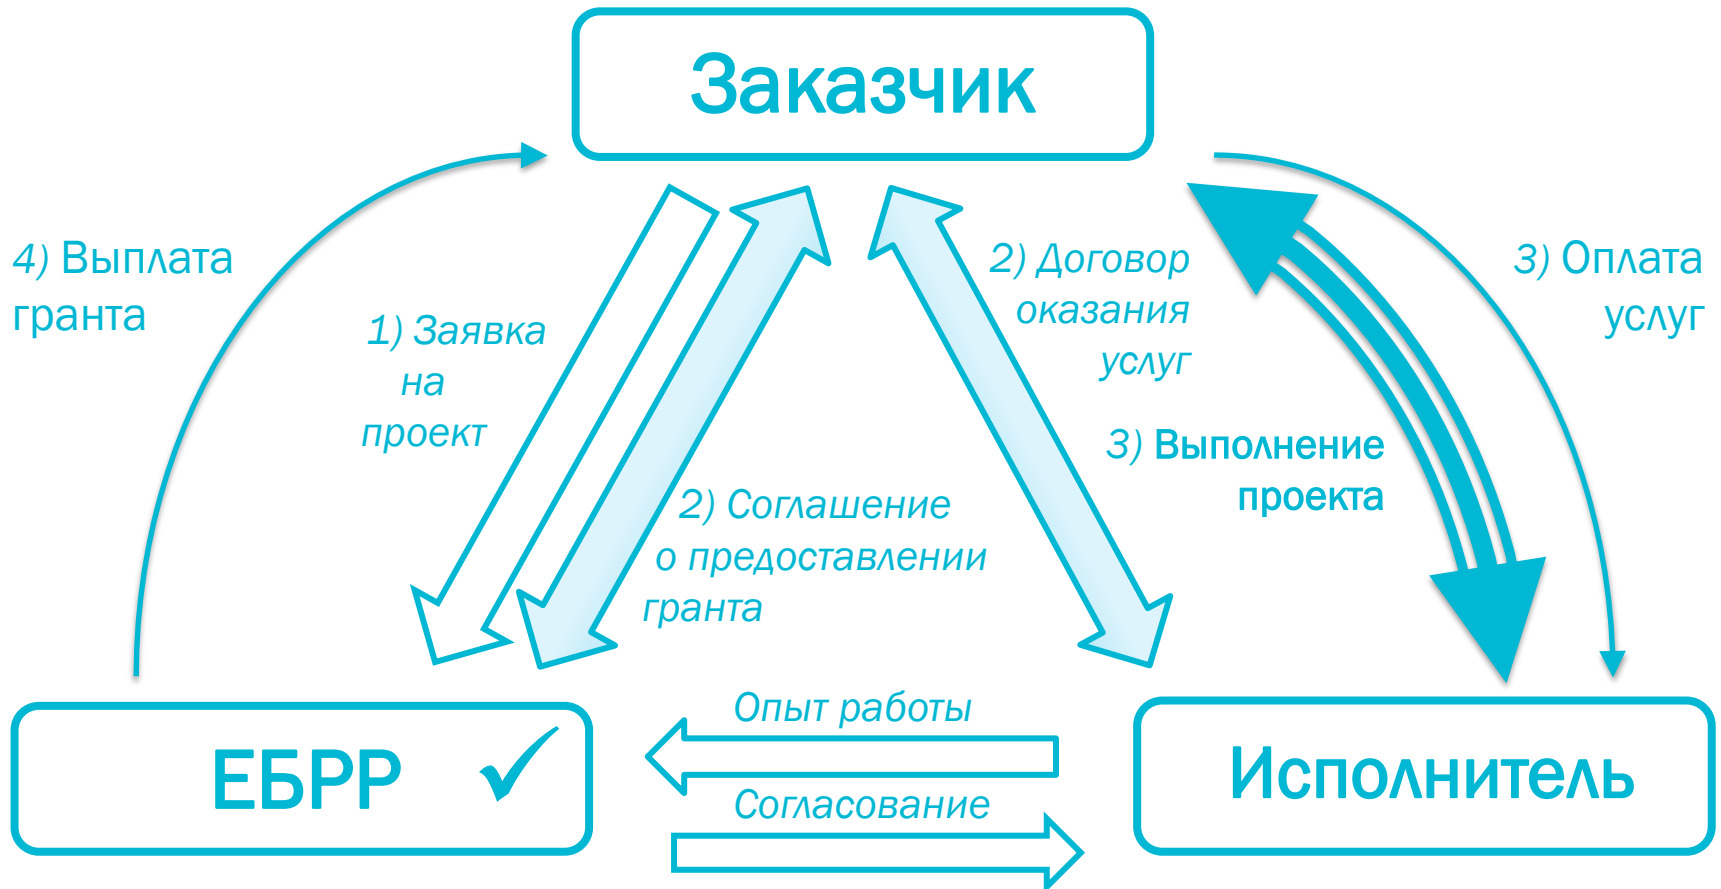 Заказчик
4) Выплата
гранта
1) Заявка
на
проект
2) Соглашение
о предоставлении
гранта
2) Договор
оказания
услуг
3) Выполнение
проекта
3) Оплата
услуг
ЕБРР
Опыт работы
Согласование
Исполнитель